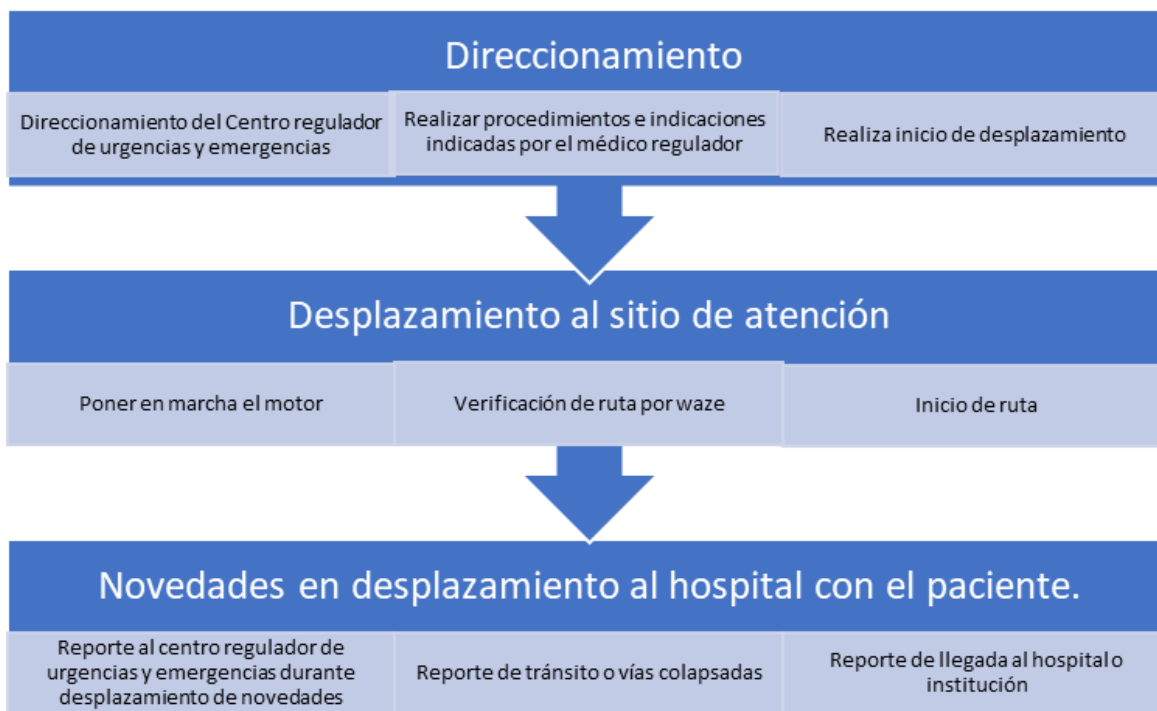 Direccionamiento
Direccionamiento del Centro regulador
de urgencias y emergencias
Realizar procedimientos e indicaciones
indicadas por el médico regulador
Realiza inicio de desplazamiento
Desplazamiento al sitio de atención
Poner en marcha el motor
Verificación de ruta por waze
Inicio de ruta
Novedades en desplazamiento al hospital con el paciente.
Reporte al centro regulador de
urgencias y emergencias durante
desplazamiento de novedades
Reporte de tránsito o vías colapsadas
Reporte de llegada al hospital o
institución